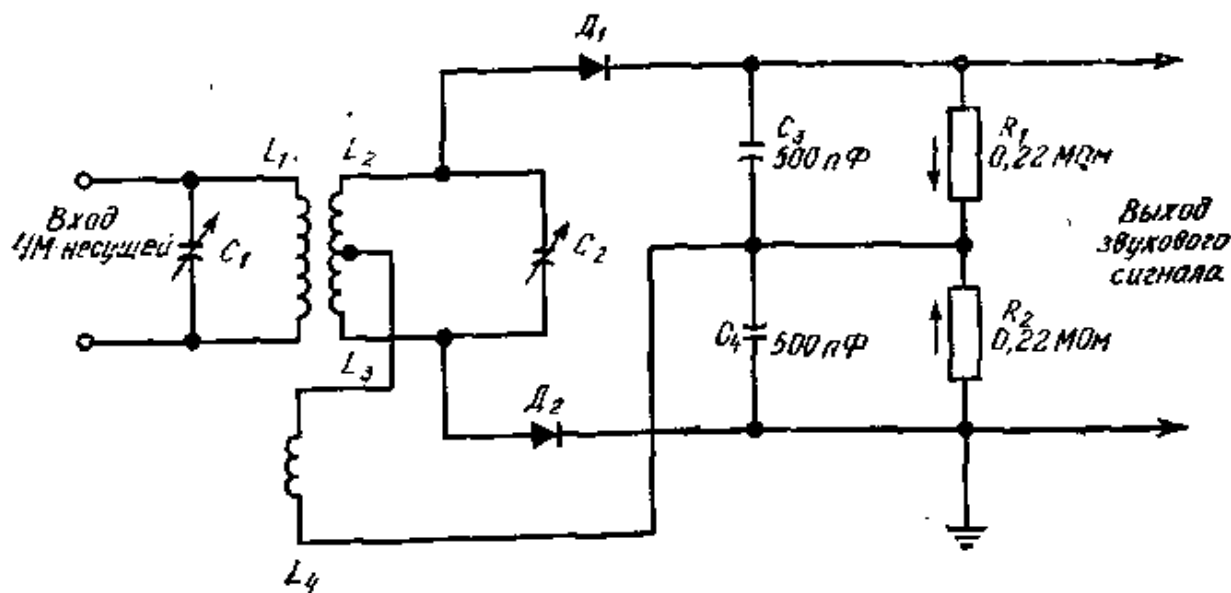 Д1
L1
L2
Вход
ЧМ-несущей
C1
C2
C3
500 пФ
R1
0,22 МОм
Выход
звукового
сигнала
L3
C4
500 пФ
R2
0,22 МОм
Д2
L4